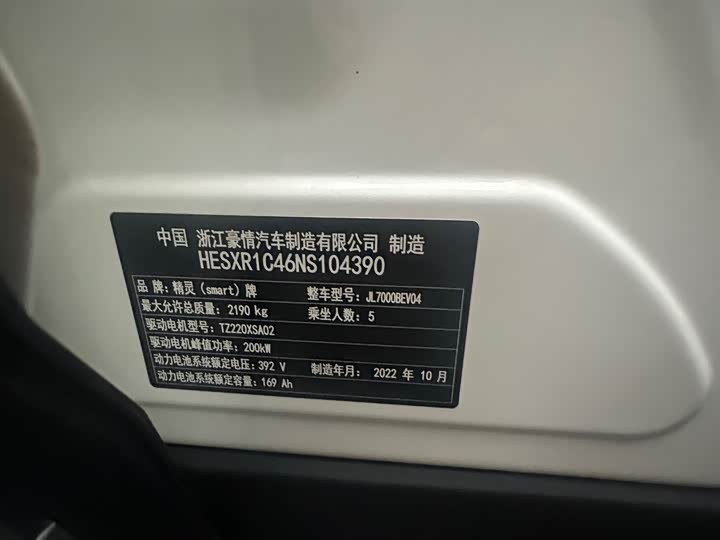 中国 浙江豪情汽车制造有限公司 制造
HESXR1C46NS104390
品 牌：精灵（smart）牌 整车型号：JL7000BEV04
最大允许总质量：2190 kg 乘坐人数：5
驱动电机型号：TZ220XSA02
驱动电机峰值功率：200kW
动力电池系统额定电压：392 V 制造年月：2022 年 10 月
动力电池系统额定容量：169 Ah